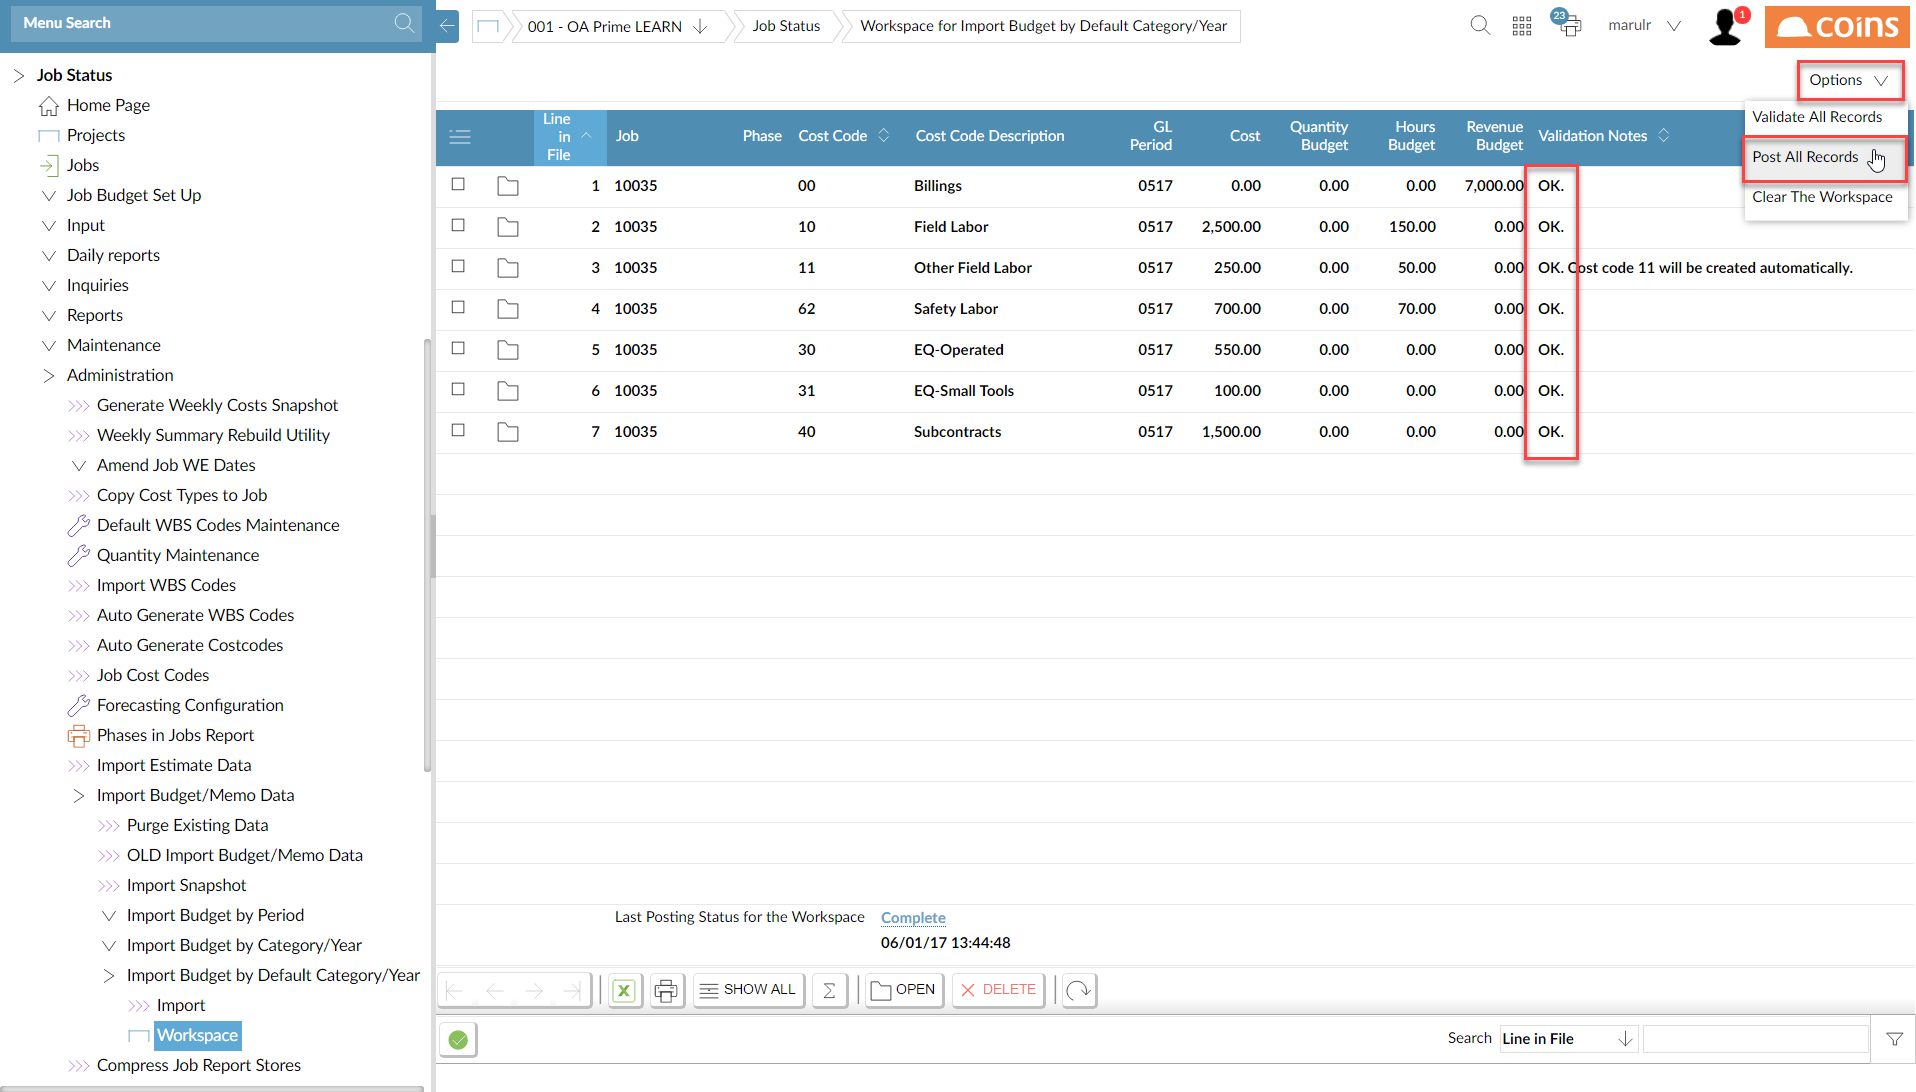 Menu Search
001 - OA Prime LEARN
Job Status
Workspace for Import Budget by Default Category/Year
23
marulr
1
coins
Options
Validate All Records
Post All Records
Clear The Workspace
Job Status
Home Page
Projects
Jobs
Job Budget Set Up
Input
Daily reports
Inquiries
Reports
Maintenance
Administration
Generate Weekly Costs Snapshot
Weekly Summary Rebuild Utility
Amend Job WE Dates
Copy Cost Types to Job
Default WBS Codes Maintenance
Quantity Maintenance
Import WBS Codes
Auto Generate WBS Codes
Auto Generate Costcodes
Job Cost Codes
Forecasting Configuration
Phases in Jobs Report
Import Estimate Data
Import Budget/Memo Data
Purge Existing Data
OLD Import Budget/Memo Data
Import Snapshot
Import Budget by Period
Import Budget by Category/Year
Import Budget by Default Category/Year
Import
Workspace
Compress Job Report Stores
Line in File Job Phase Cost Code Cost Code Description GL Period Cost Quantity Budget Hours Budget Revenue Budget Validation Notes
1 10035 00 Billings 0517 0.00 0.00 0.00 7,000.00 OK.
2 10035 10 Field Labor 0517 2,500.00 0.00 150.00 0.00 OK.
3 10035 11 Other Field Labor 0517 250.00 0.00 50.00 0.00 OK. Cost code 11 will be created automatically.
4 10035 62 Safety Labor 0517 700.00 0.00 70.00 0.00 OK.
5 10035 30 EQ-Operated 0517 550.00 0.00 0.00 0.00 OK.
6 10035 31 EQ-Small Tools 0517 100.00 0.00 0.00 0.00 OK.
7 10035 40 Subcontracts 0517 1,500.00 0.00 0.00 0.00 OK.
Last Posting Status for the Workspace Complete
06/01/17 13:44:48
SHOW ALL Σ OPEN DELETE
Search Line in File